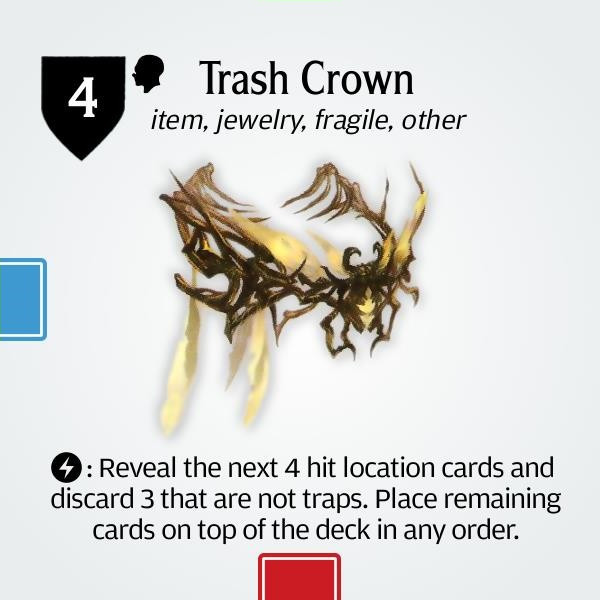 4
Trash Crown
item, jewelry, fragile, other
: Reveal the next 4 hit location cards and
discard 3 that are not traps. Place remaining
cards on top of the deck in any order.